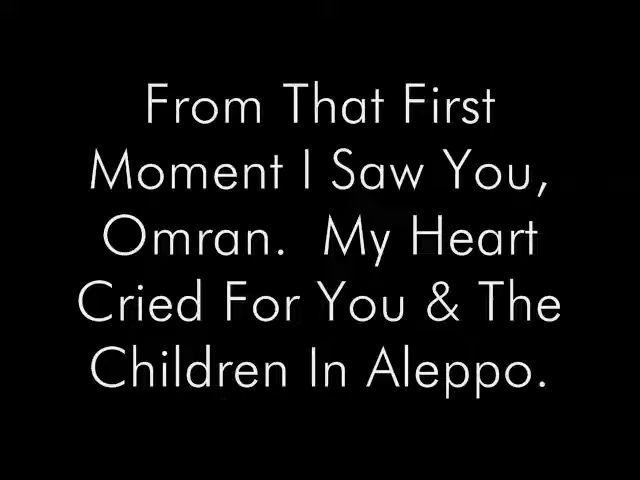 From That First
Moment I Saw You,
Omran.  My Heart
Cried For You & The
Children In Aleppo.